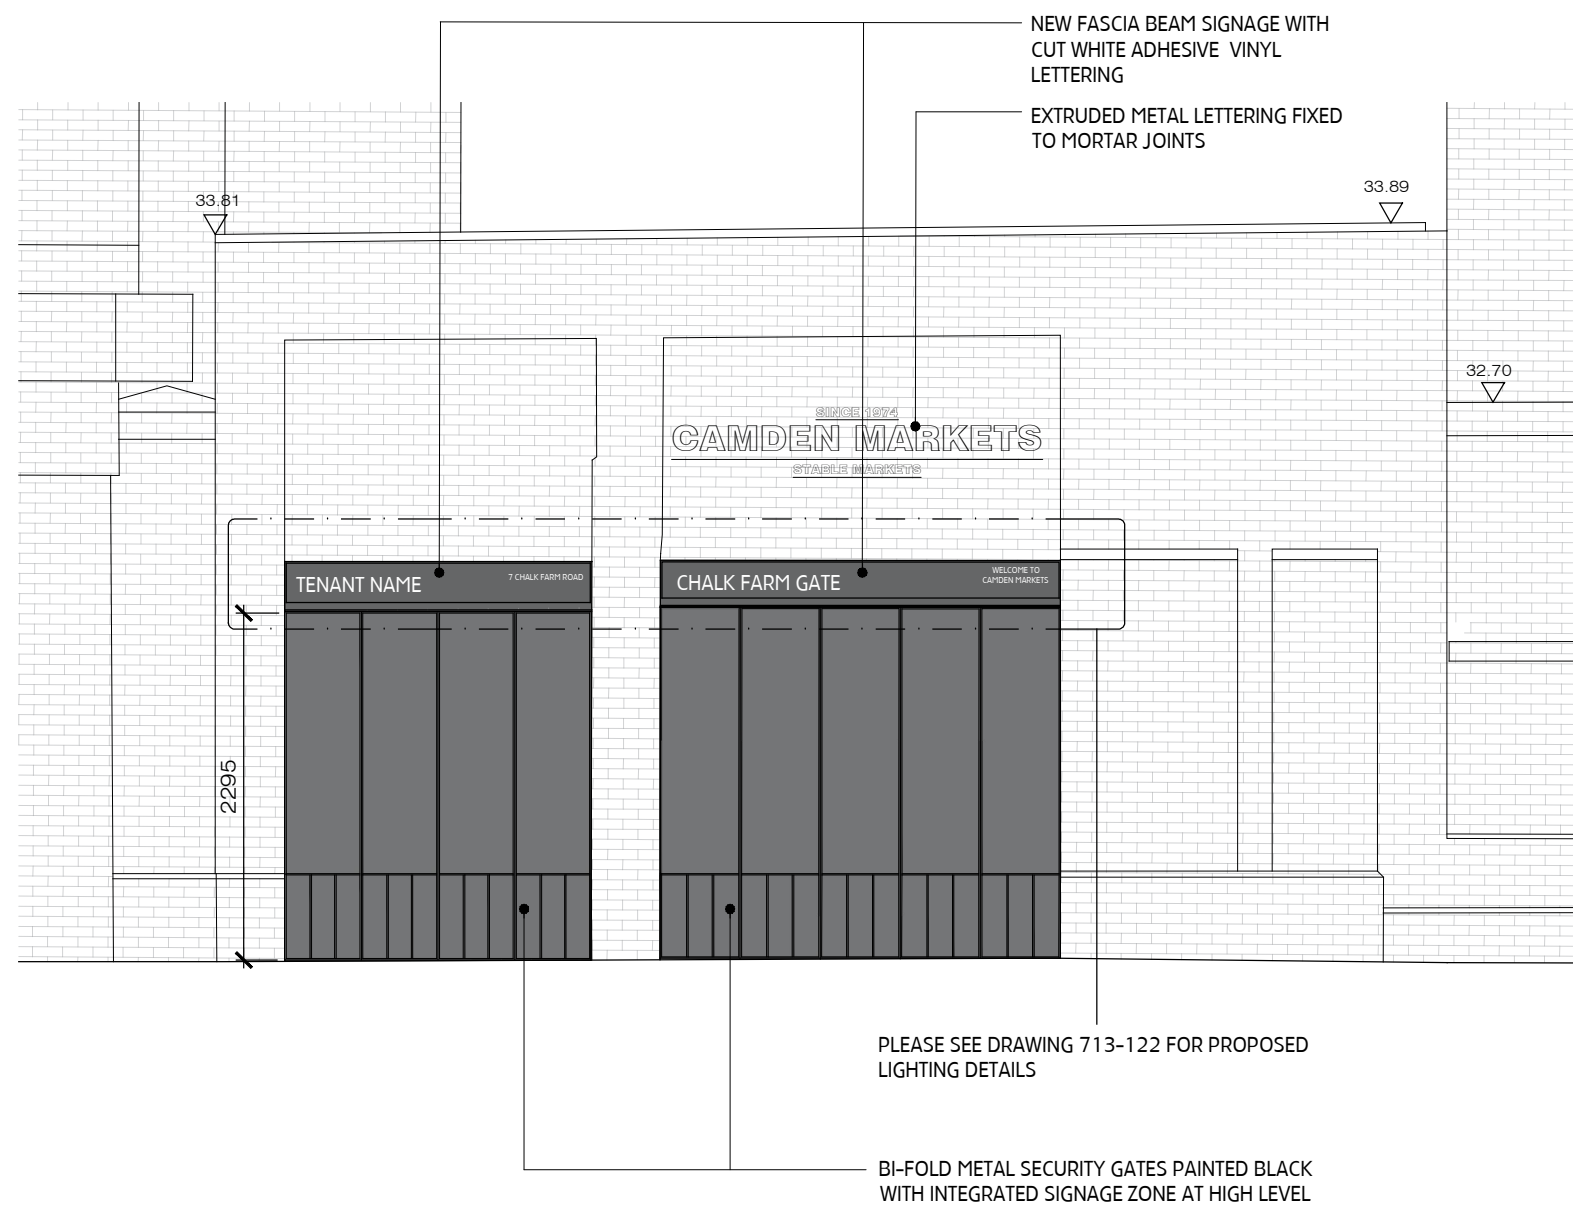 NEW FASCIA BEAM SIGNAGE WITH
CUT WHITE ADHESIVE VINYL
LETTERING
EXTRUDED METAL LETTERING FIXED
TO MORTAR JOINTS
33.81
33.89
32.70
SINCE 1974
CAMDEN MARKETS
STABLE MARKETS
TENANT NAME
7 CHALK FARM ROAD
CHALK FARM GATE
WELCOME TO
CAMDEN MARKETS
2295
PLEASE SEE DRAWING 713-122 FOR PROPOSED
LIGHTING DETAILS
BI-FOLD METAL SECURITY GATES PAINTED BLACK
WITH INTEGRATED SIGNAGE ZONE AT HIGH LEVEL